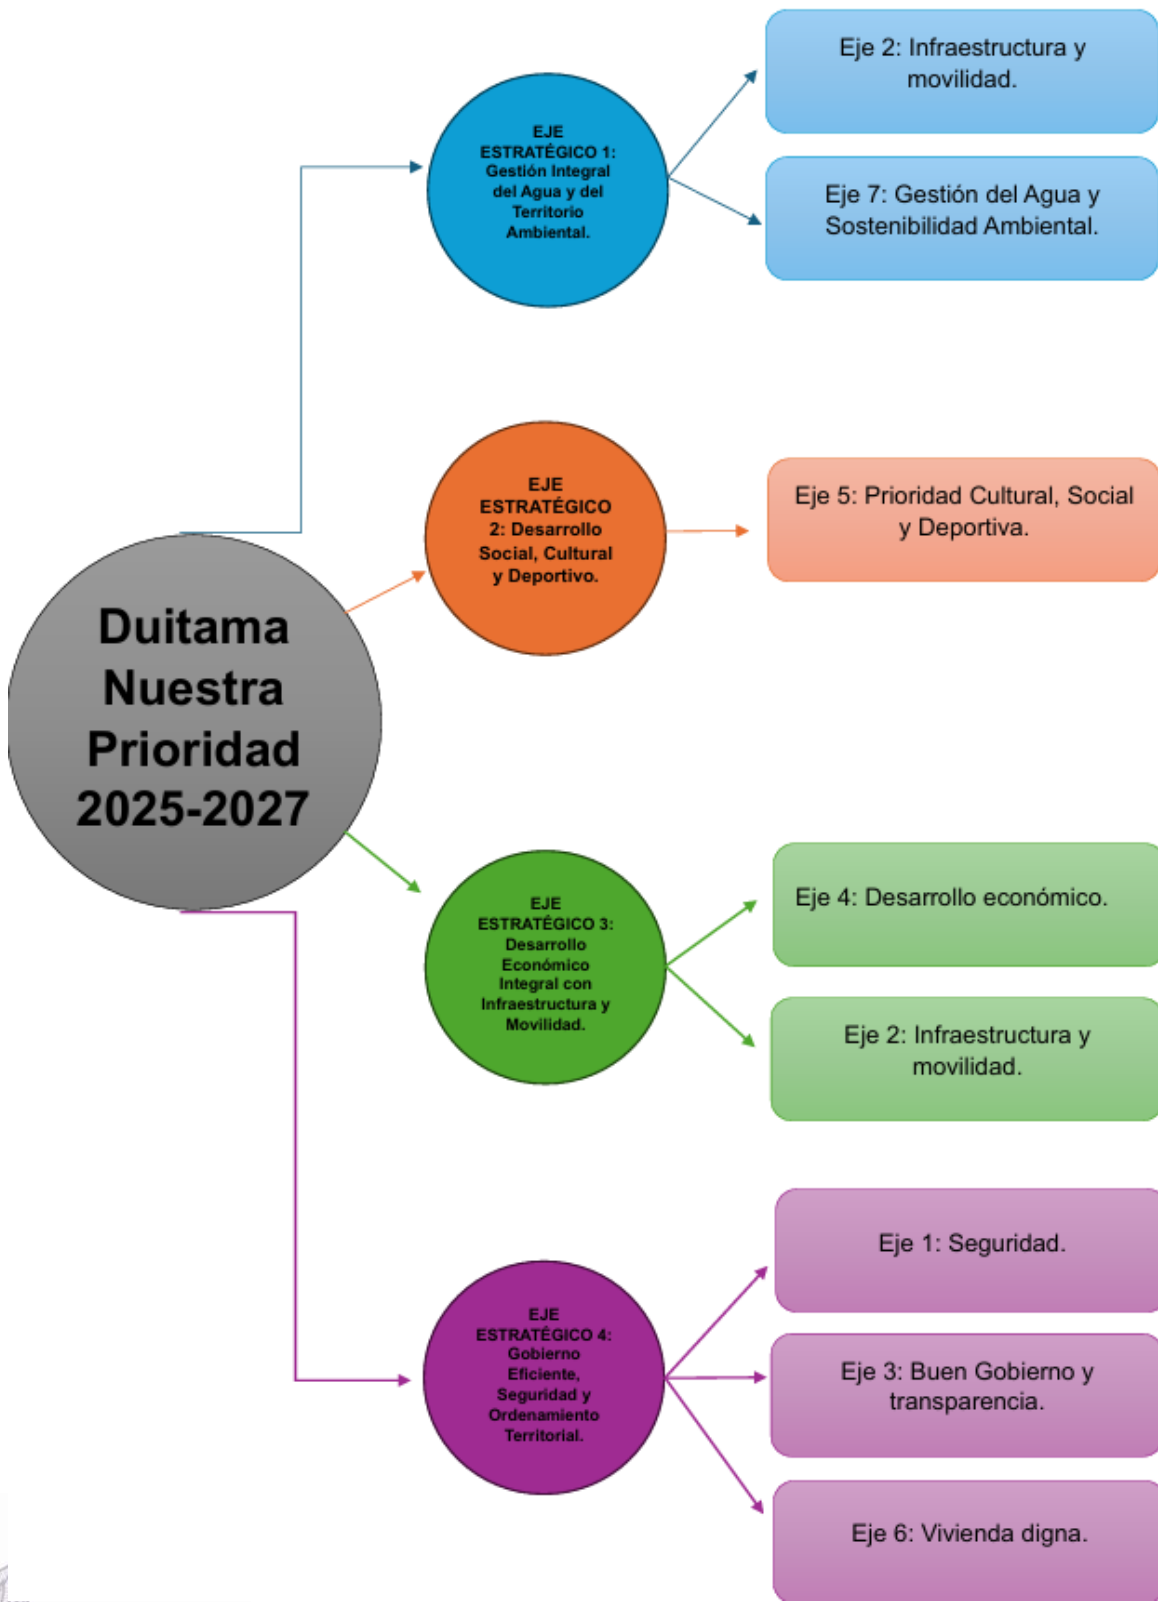 Duitama
Nuestra
Prioridad
2025-2027
EJE
ESTRATÉGICO 1:
Gestión Integral
del Agua y del
Territorio
Ambiental.
Eje 2: Infraestructura y
movilidad.
Eje 7: Gestión del Agua y
Sostenibilidad Ambiental.
EJE
ESTRATÉGICO
2: Desarrollo
Social, Cultural
y Deportivo.
Eje 5: Prioridad Cultural, Social
y Deportiva.
EJE
ESTRATÉGICO 3:
Desarrollo
Económico
Integral con
Infraestructura y
Movilidad.
Eje 4: Desarrollo económico.
Eje 2: Infraestructura y
movilidad.
EJE
ESTRATÉGICO 4:
Gobierno
Eficiente,
Seguridad y
Ordenamiento
Territorial.
Eje 1: Seguridad.
Eje 3: Buen Gobierno y
transparencia.
Eje 6: Vivienda digna.